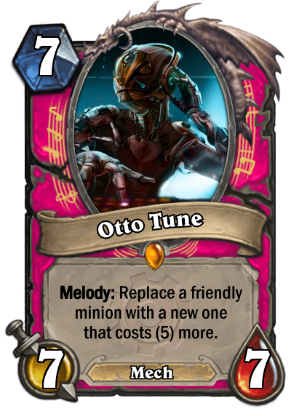 7
Otto Tune
Melody: Replace a friendly
minion with a new one
that costs (5) more.
7
Mech
7